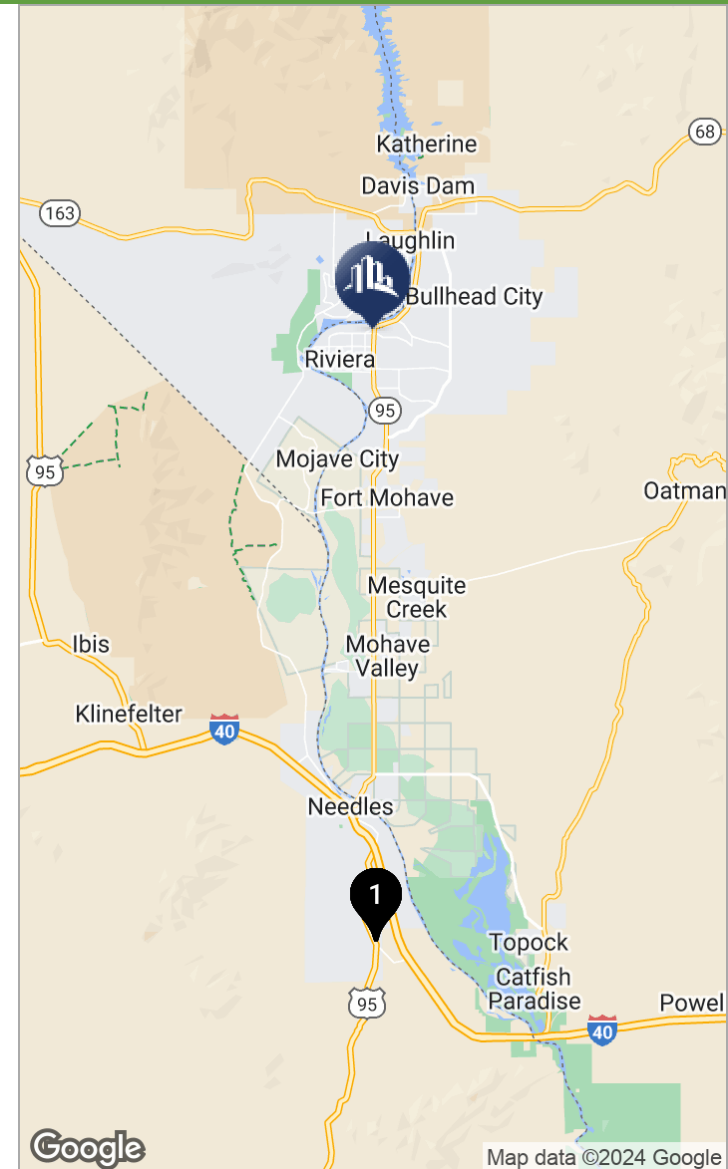 Katherine
68
Davis Dam
163
Laughlin
Bullhead City
Riviera
95
Mojave City
95
Fort Mohave
Oatman
Mesquite
Creek
Ibis
Mohave
Valley
Klinefelter
40
Needles
1
Topock
Catfish
Paradise
95
Powel
40
Google
Map data ©2024 Google